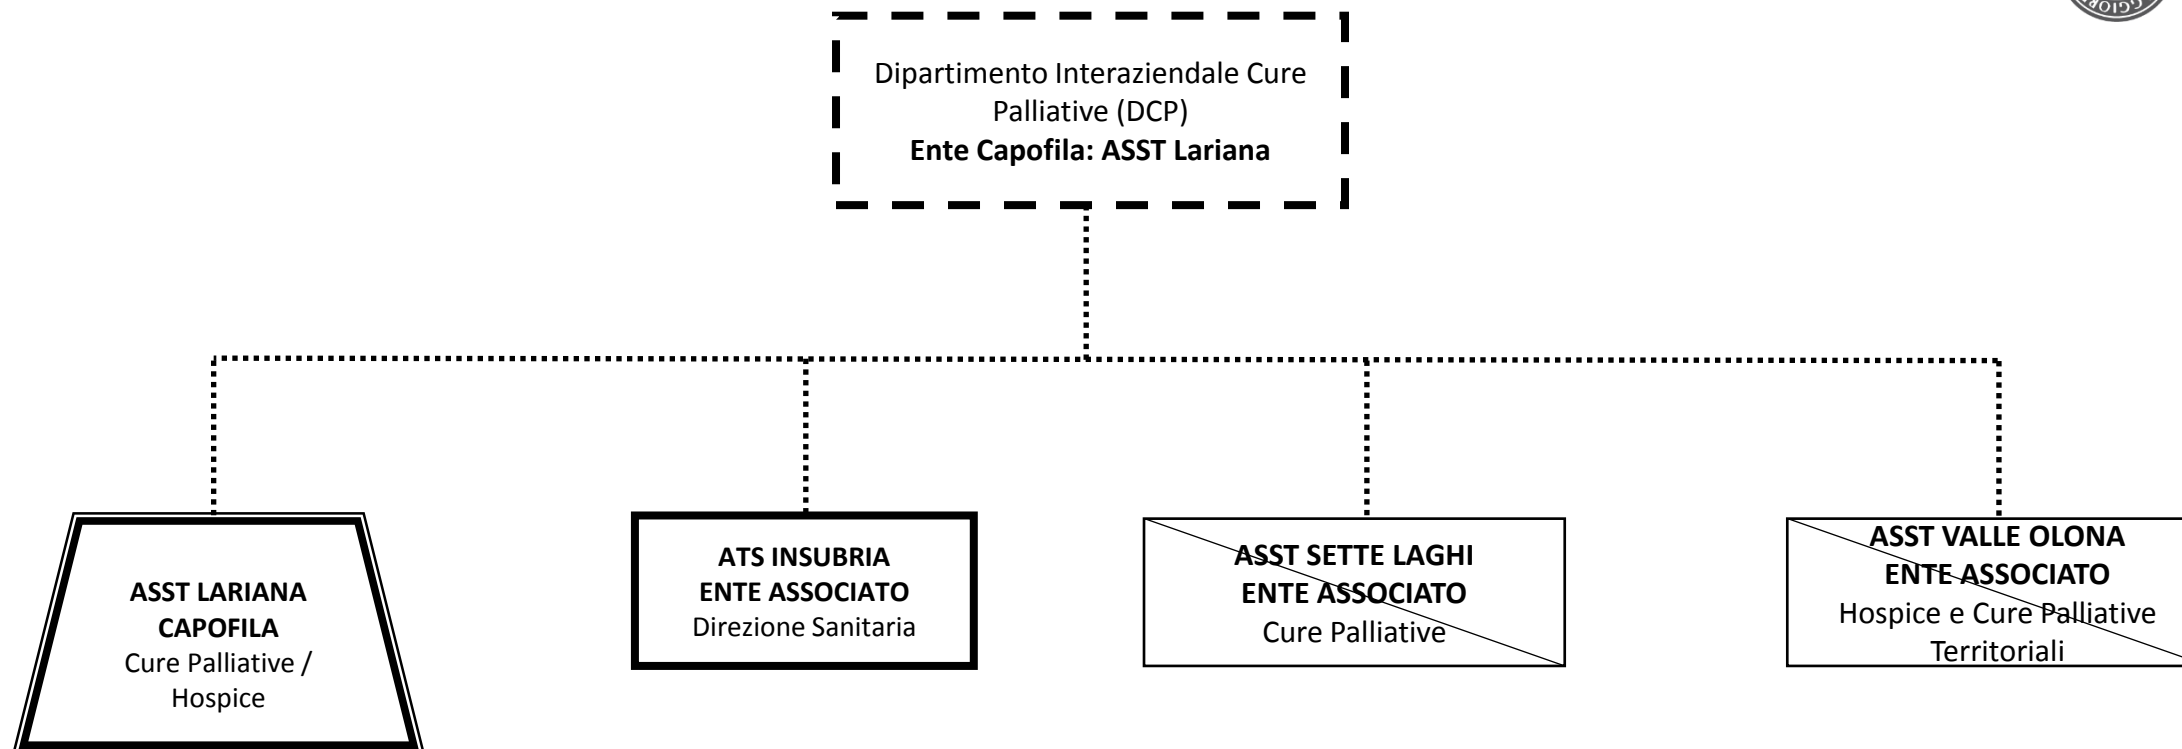 Dipartimento Interaziendale Cure
Palliative (DCP)
Ente Capofila: ASST Lariana
ASST LARIANA
CAPOFILA
Cure Palliative /
Hospice
ATS INSUBRIA
ENTE ASSOCIATO
Direzione Sanitaria
ASST SETTE LAGHI
ENTE ASSOCIATO
Cure Palliative
ASST VALLE OLONA
ENTE ASSOCIATO
Hospice e Cure Palliative
Territoriali